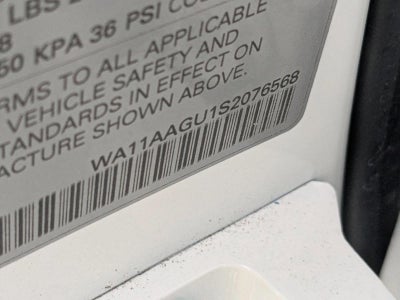 LBS
50 KPA 36 PSI
RMS TO ALL APPLICABLE
VEHICLE SAFETY AND
TANDARDS IN EFFECT ON
ACTURE SHOWN ABOVE.
WA11AAGU1S2076568